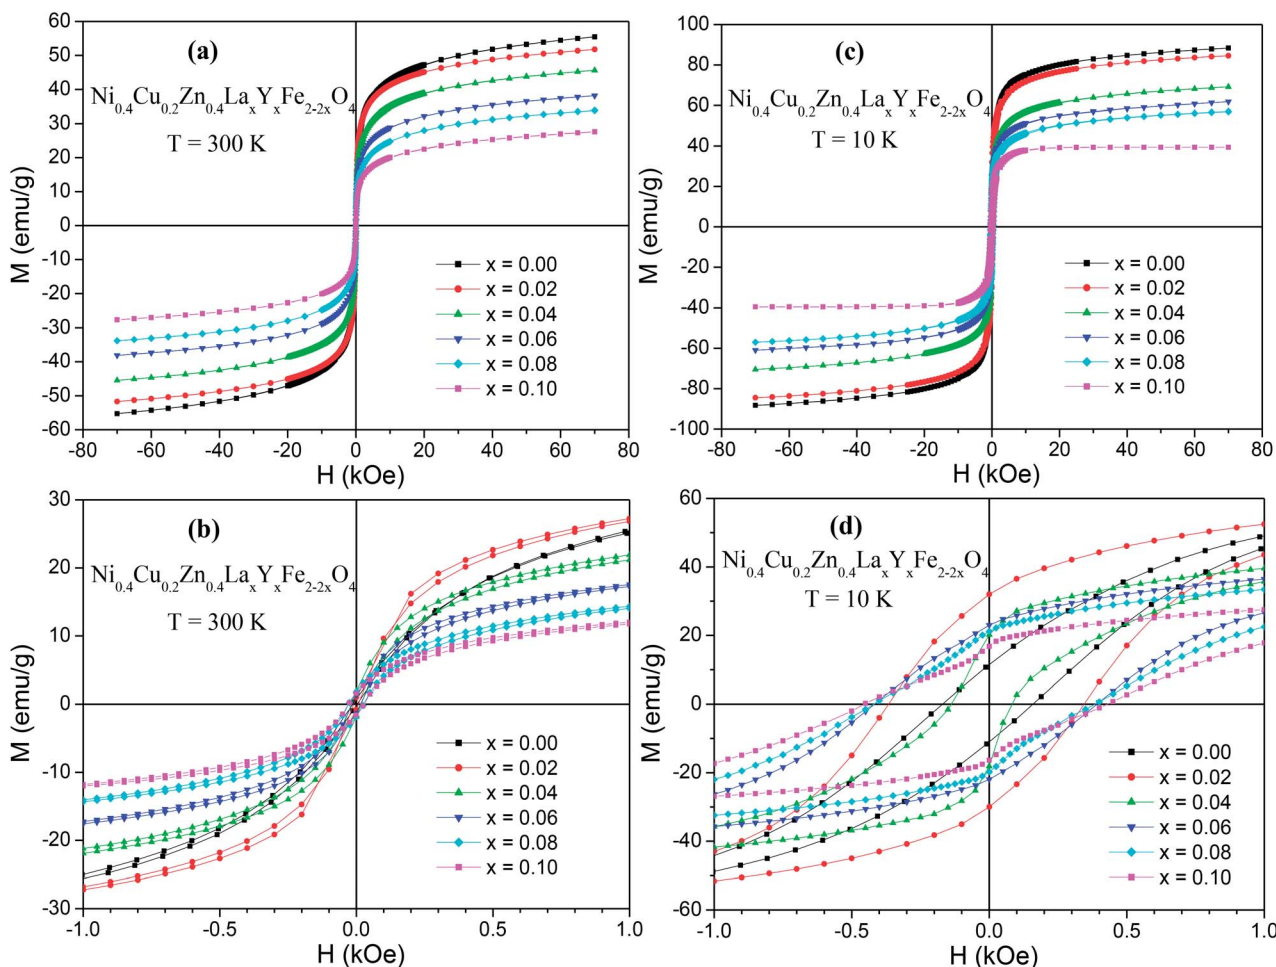 60
50
40
30
20
10
0
-10
-20
-30
-40
-50
-60
M (emu/g)
(a)
Ni0.4Cu0.2Zn0.4LaxYxFe2-2xO4
T = 300 K
x = 0.00
x = 0.02
x = 0.04
x = 0.06
x = 0.08
x = 0.10
-80 -60 -40 -20 0 20 40 60 80
H (kOe)
100
80
60
40
20
0
-20
-40
-60
-80
-100
M (emu/g)
(c)
Ni0.4Cu0.2Zn0.4LaxYxFe2-2xO4
T = 10 K
x = 0.00
x = 0.02
x = 0.04
x = 0.06
x = 0.08
x = 0.10
-80 -60 -40 -20 0 20 40 60 80
H (kOe)
30
20
10
0
-10
-20
-30
M (emu/g)
(b)
Ni0.4Cu0.2Zn0.4LaxYxFe2-2xO4
T = 300 K
x = 0.00
x = 0.02
x = 0.04
x = 0.06
x = 0.08
x = 0.10
-1.0 -0.5 0.0 0.5 1.0
H (kOe)
60
40
20
0
-20
-40
-60
M (emu/g)
(d)
Ni0.4Cu0.2Zn0.4LaxYxFe2-2xO4
T = 10 K
x = 0.00
x = 0.02
x = 0.04
x = 0.06
x = 0.08
x = 0.10
-1.0 -0.5 0.0 0.5 1.0
H (kOe)